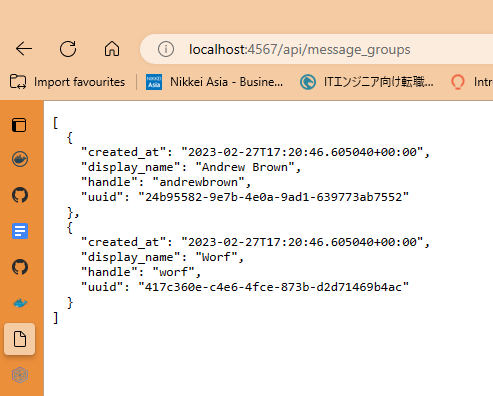 localhost:4567/api/message_groups
Import favourites
Nikkei Asia
Nikkei Asia - Busine...
ITエンジニア向け転職...
Intr
[
  {
    "created_at": "2023-02-27T17:20:46.605040+00:00",
    "display_name": "Andrew Brown",
    "handle": "andrewbrown",
    "uuid": "24b95582-9e7b-4e0a-9ad1-639773ab7552"
  },
  {
    "created_at": "2023-02-27T17:20:46.605040+00:00",
    "display_name": "Worf",
    "handle": "worf",
    "uuid": "417c360e-c4e6-4fce-873b-d2d71469b4ac"
  }
]